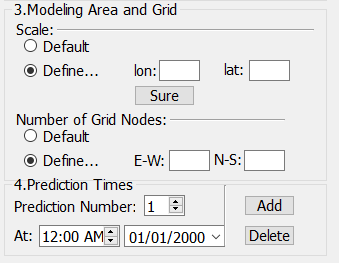 3.Modeling Area and Grid
Scale:
Default
Define... lon: lat:
Sure
Number of Grid Nodes:
Default
Define... E-W: N-S:
4.Prediction Times
Prediction Number: 1 Add
At: 12:00 AM 01/01/2000 Delete